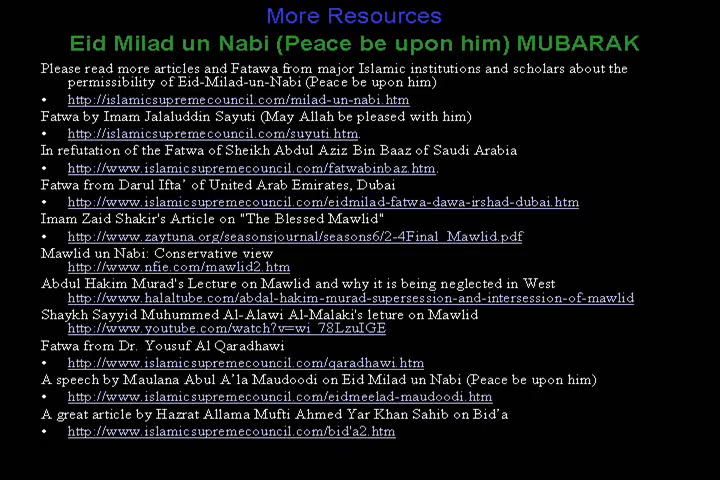 More Resources
Eid Milad un Nabi (Peace be upon him) MUBARAK
Please read more articles and Fatawa from major Islamic institutions and scholars about the
permissibility of Eid-Milad-un-Nabi (Peace be upon him)
• http://islamicsupremecouncil.com/milad-un-nabi.htm
Fatwa by Imam Jalaluddin Sayuti (May Allah be pleased with him)
• http://islamicsupremecouncil.com/suyuti.htm.
In refutation of the Fatwa of Sheikh Abdul Aziz Bin Baaz of Saudi Arabia
• http://www.islamicsupremecouncil.com/fatwabinbaz.htm.
Fatwa from Darul Ifta’ of United Arab Emirates, Dubai
• http://www.islamicsupremecouncil.com/eidmilad-fatwa-dawa-irshad-dubai.htm
Imam Zaid Shakir's Article on "The Blessed Mawlid"
• http://www.zaytuna.org/seasonsjournal/seasons6/2-4Final_Mawlid.pdf
Mawlid un Nabi: Conservative view
http://www.nfie.com/mawlid2.htm
Abdul Hakim Murad's Lecture on Mawlid and why it is being neglected in West
http://www.halaltube.com/abdal-hakim-murad-supersession-and-intersession-of-mawlid
Shaykh Sayyid Muhummed Al-Alawi Al-Malaki's leture on Mawlid
http://www.youtube.com/watch?v=wi_78LzuIGE
Fatwa from Dr. Yousuf Al Qaradhawi
• http://www.islamicsupremecouncil.com/qaradhawi.htm
A speech by Maulana Abul A’la Maudoodi on Eid Milad un Nabi (Peace be upon him)
• http://www.islamicsupremecouncil.com/eidmeelad-maudoodi.htm
A great article by Hazrat Allama Mufti Ahmed Yar Khan Sahib on Bid’a
• http://www.islamicsupremecouncil.com/bid'a2.htm